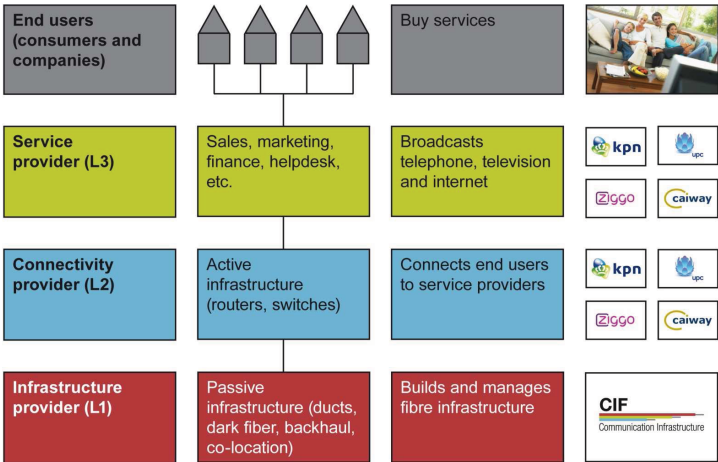 End users
(consumers and
companies)
Buy services
Service
provider (L3)
Sales, marketing,
finance, helpdesk,
etc.
Broadcasts
telephone, television
and internet
kpn
upc
ziggo
caiway
Connectivity
provider (L2)
Active
infrastructure
(routers, switches)
Connects end users
to service providers
kpn
upc
ziggo
caiway
Infrastructure
provider (L1)
Passive
infrastructure (ducts,
dark fiber, backhaul,
co-location)
Builds and manages
fibre infrastructure
CIF
Communication Infrastructure